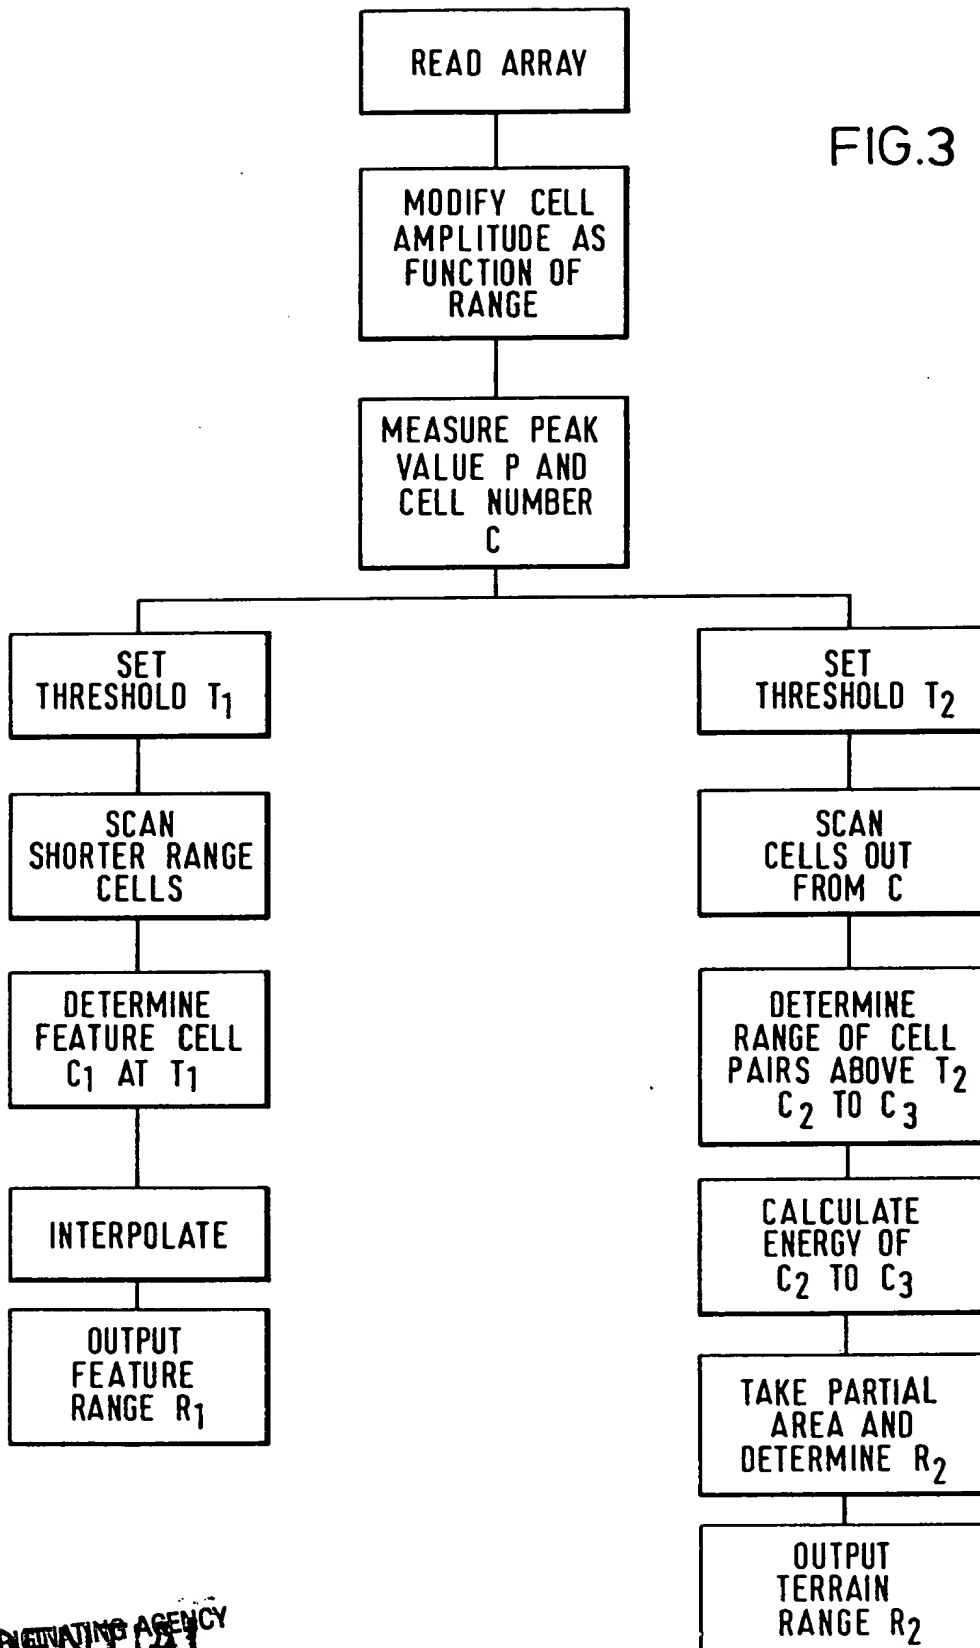 READ ARRAY
FIG.3
MODIFY CELL
AMPLITUDE AS
FUNCTION OF
RANGE
MEASURE PEAK
VALUE P AND
CELL NUMBER
C
SET
THRESHOLD T1
SCAN
SHORTER RANGE
CELLS
DETERMINE
FEATURE CELL
C1 AT T1
INTERPOLATE
OUTPUT
FEATURE
RANGE R1
SET
THRESHOLD T2
SCAN
CELLS OUT
FROM C
DETERMINE
RANGE OF CELL
PAIRS ABOVE T2
C2 TO C3
CALCULATE
ENERGY OF
C2 TO C3
TAKE PARTIAL
AREA AND
DETERMINE R2
OUTPUT
TERRAIN
RANGE R2
AGENCY